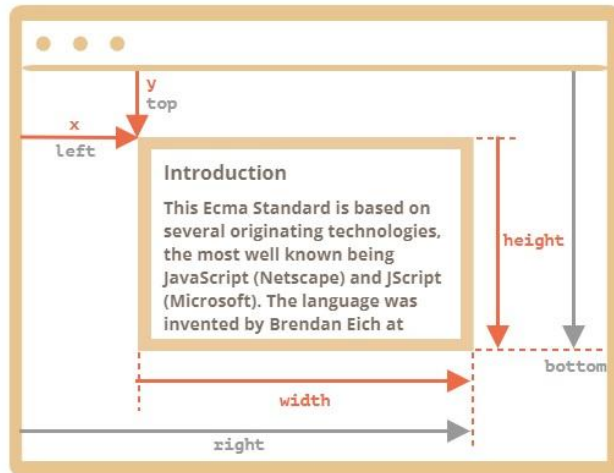 y
top
x
left
Introduction
This Ecma Standard is based on
several originating technologies,
the most well known being
JavaScript (Netscape) and JScript
(Microsoft). The language was
invented by Brendan Eich at
height
bottom
width
right